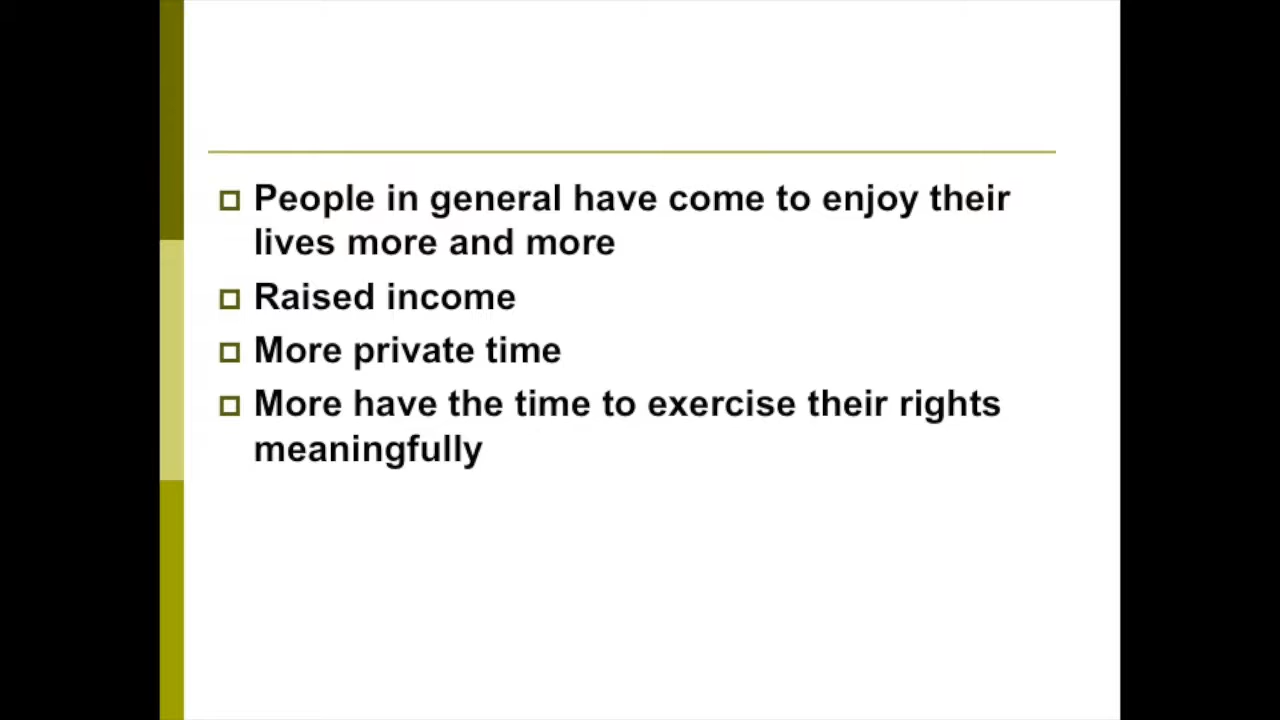 People in general have come to enjoy their
lives more and more
Raised income
More private time
More have the time to exercise their rights
meaningfully